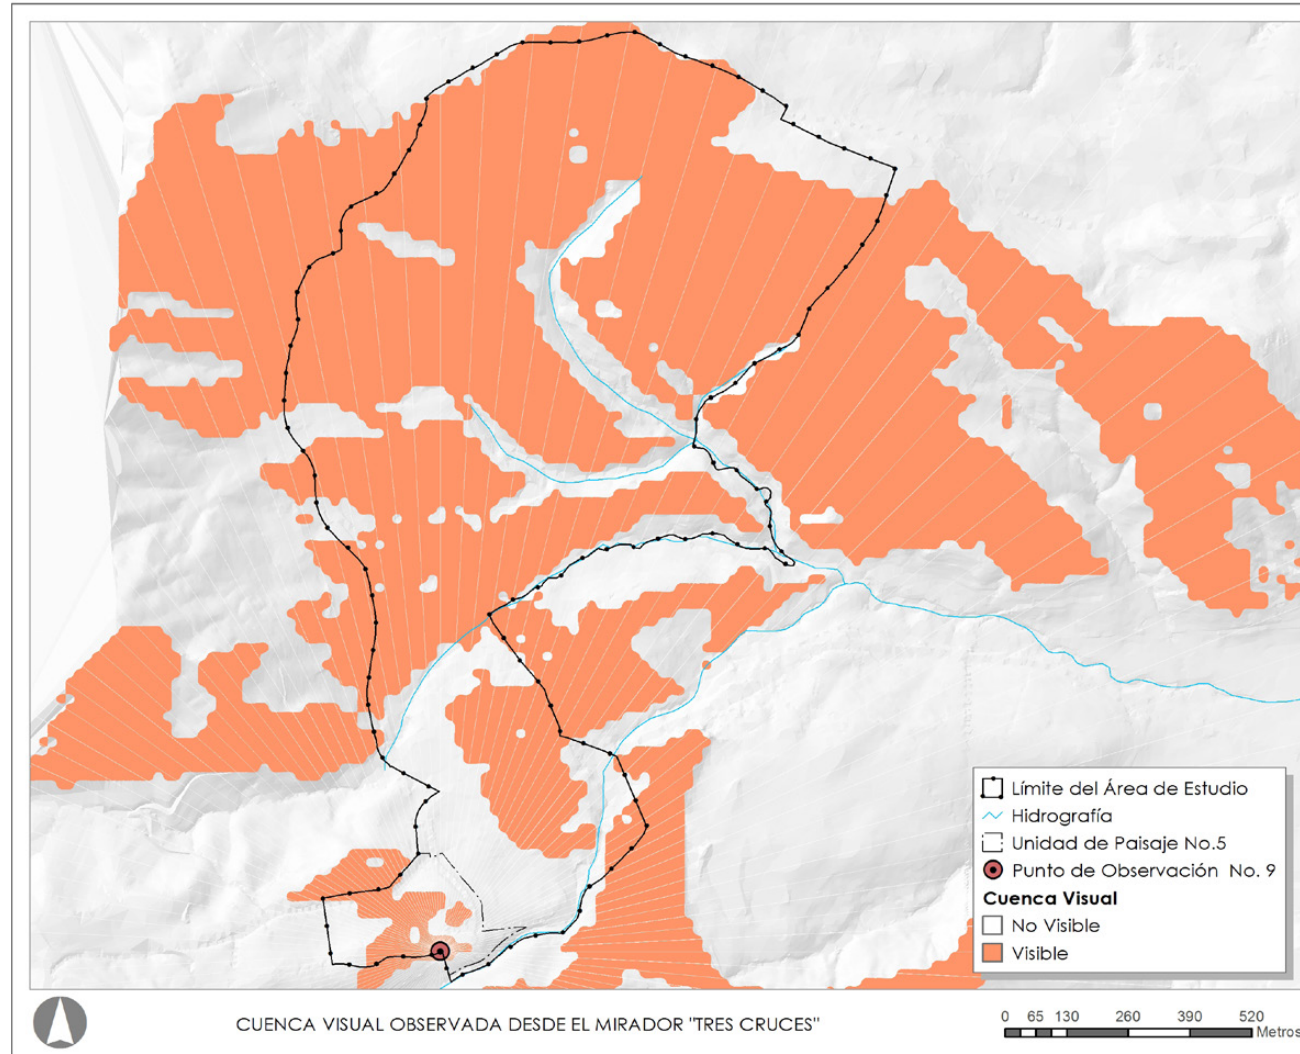 Límite del Área de Estudio
Hidrografía
Unidad de Paisaje No.5
Punto de Observación No. 9
Cuenca Visual
No Visible
Visible
CUENCA VISUAL OBSERVADA DESDE EL MIRADOR "TRES CRUCES"
0 65 130 260 390 520
Metros